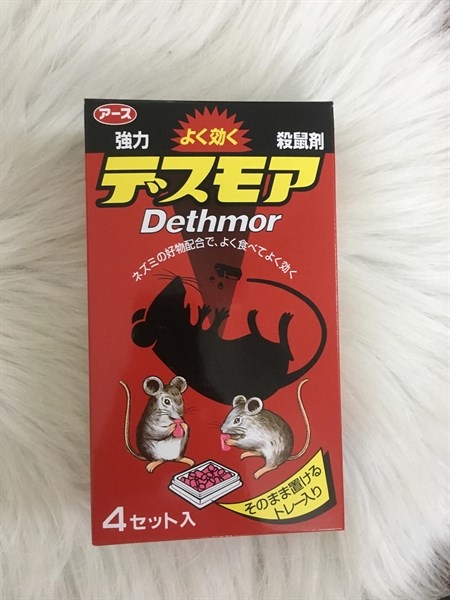 アース
強力 よく効く 殺鼠剤
デスモア
Dethmor
ネズミの好物配合で、よく食べてよく効く
そのまま置ける
トレー入り
4セット入